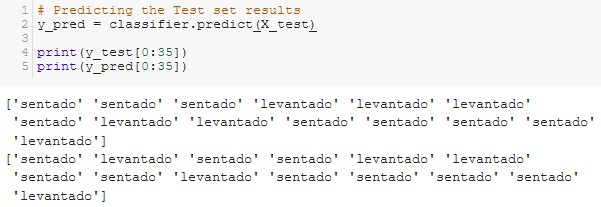 1 # Predicting the Test set results
2 y_pred = classifier.predict(X_test)
3
4 print(y_test[0:35])
5 print(y_pred[0:35])
['sentado' 'sentado' 'sentado' 'levantado' 'levantado' 'levantado'
'sentado' 'levantado' 'levantado' 'sentado' 'sentado' 'sentado' 'sentado'
'levantado']
['sentado' 'levantado' 'sentado' 'sentado' 'levantado' 'levantado'
'sentado' 'sentado' 'levantado' 'sentado' 'sentado' 'sentado' 'sentado'
'levantado']